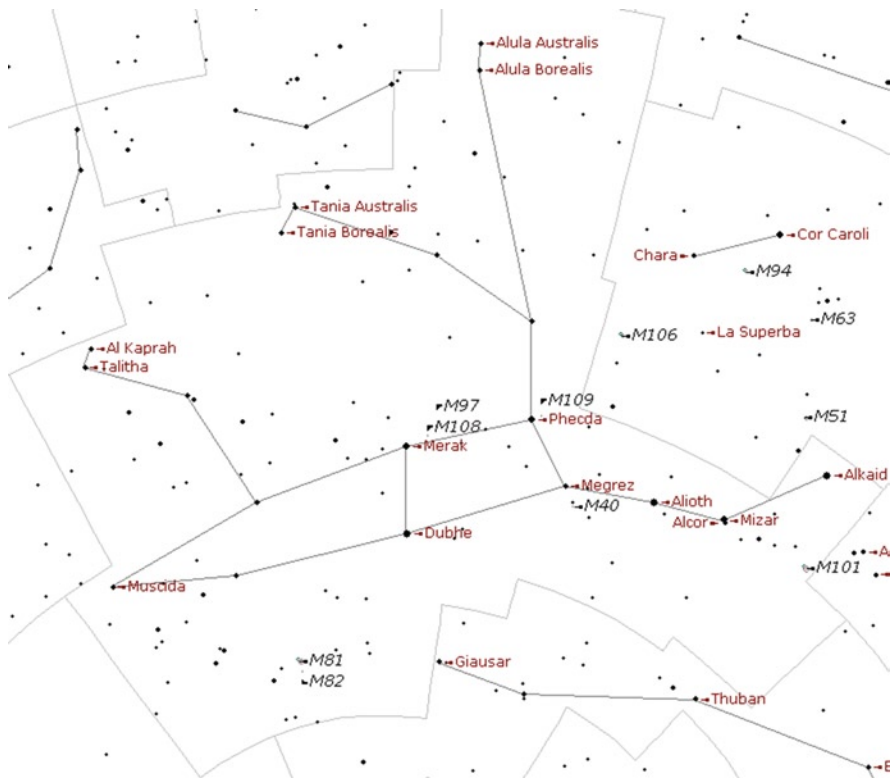 Alula Australis
Alula Borealis
Tania Australis
Tania Borealis
Cor Caroli
Chara
M94
M63
M106
La Superba
Al Kaprah
Talitha
M97
M109
M108
M51
Phecda
Merak
Alkaid
Megrez
Alioth
M40
Alcor
Mizar
Dubhe
M101
Muscida
M81
Giausar
M82
Thuban